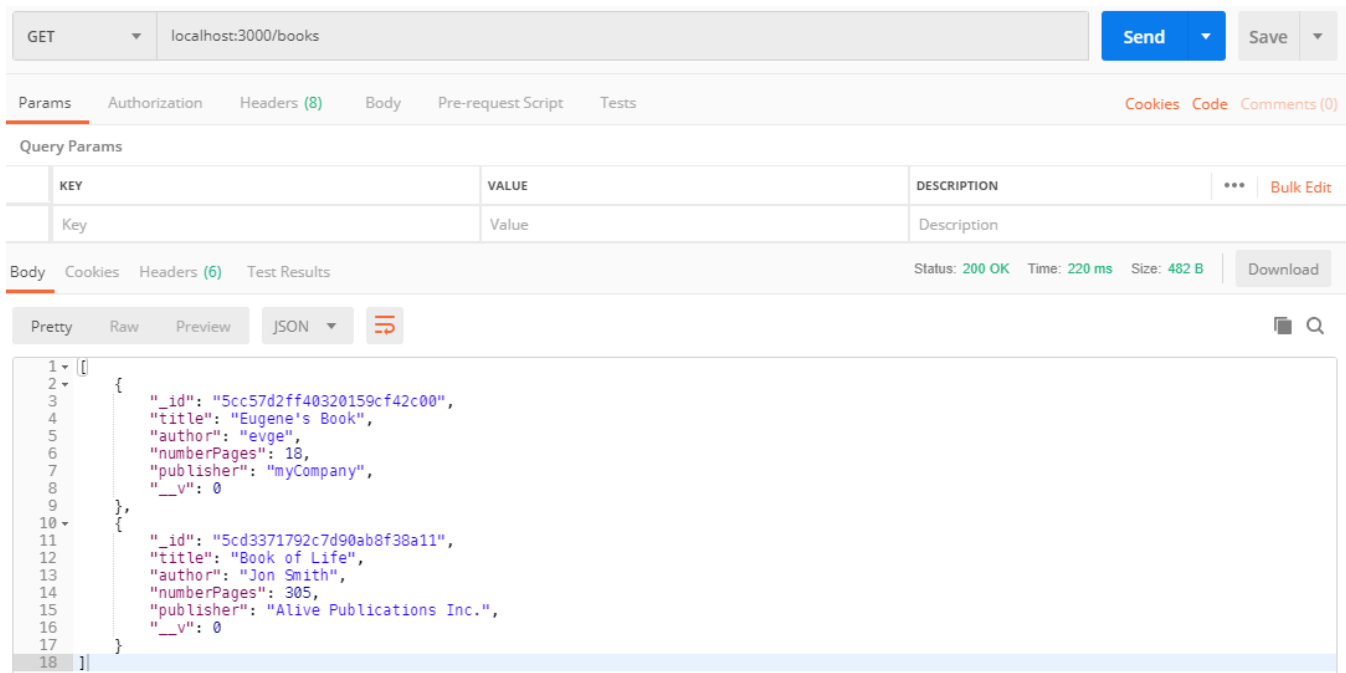 GET localhost:3000/books Send Save
Params Authorization Headers (8) Body Pre-request Script Tests Cookies Code Comments (0)
Query Params
KEY VALUE DESCRIPTION ••• Bulk Edit
Key Value Description
Body Cookies Headers (6) Test Results Status: 200 OK Time: 220 ms Size: 482 B Download
Pretty Raw Preview JSON
1 [
2 {
3 "_id": "5cc57d2ff40320159cf42c00",
4 "title": "Eugene's Book",
5 "author": "evge",
6 "numberPages": 18,
7 "publisher": "myCompany",
8 "__v": 0
9 },
10 {
11 "_id": "5cd3371792c7d90ab8f38a11",
12 "title": "Book of Life",
13 "author": "Jon Smith",
14 "numberPages": 305,
15 "publisher": "Alive Publications Inc.",
16 "__v": 0
17 }
18 ]